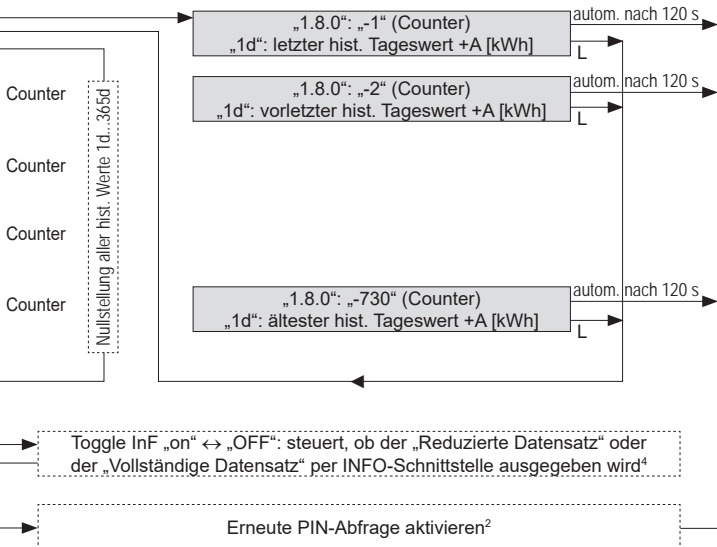 „1.8.0“: „-1“ (Counter)
„1d“: letzter hist. Tageswert +A [kWh]
autom. nach 120 s
L
„1.8.0“: „-2“ (Counter)
„1d“: vorletzter hist. Tageswert +A [kWh]
autom. nach 120 s
L
Counter
Counter
Counter
Counter
Nullstellung aller hist. Werte 1d.. 365d
„1.8.0“: „-730“ (Counter)
„1d“: ältester hist. Tageswert +A [kWh]
autom. nach 120 s
L
Toggle InF „on“ ↔ „OFF“: steuert, ob der „Reduzierte Datensatz“ oder
der „Vollständige Datensatz“ per INFO-Schnittstelle ausgegeben wird⁴
Erneute PIN-Abfrage aktivieren²